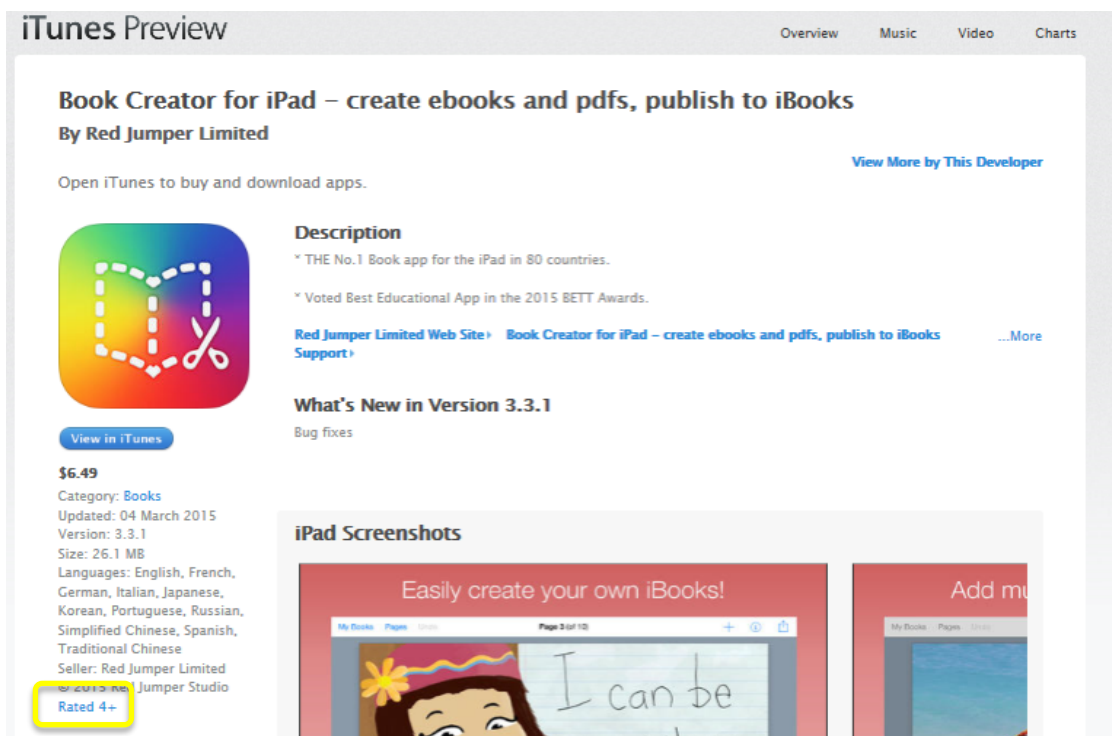 iTunes Preview
Overview Music Video Charts
Book Creator for iPad – create ebooks and pdfs, publish to iBooks
By Red Jumper Limited
View More by This Developer
Open iTunes to buy and download apps.
Description
* THE No.1 Book app for the iPad in 80 countries.
* Voted Best Educational App in the 2015 BETT Awards.
Red Jumper Limited Web Site Book Creator for iPad – create ebooks and pdfs, publish to iBooks ...More
Support
What's New in Version 3.3.1
Bug fixes
View in iTunes
$6.49
Category: Books
Updated: 04 March 2015
Version: 3.3.1
Size: 26.1 MB
Languages: English, French,
German, Italian, Japanese,
Korean, Portuguese, Russian,
Simplified Chinese, Spanish,
Traditional Chinese
Seller: Red Jumper Limited
© 2015 Red Jumper Studio
Rated 4+
iPad Screenshots
Easily create your own iBooks!
My Books Pages Undo Page 3 (of 12)
I can be
Add mu
My Books Pages Undo